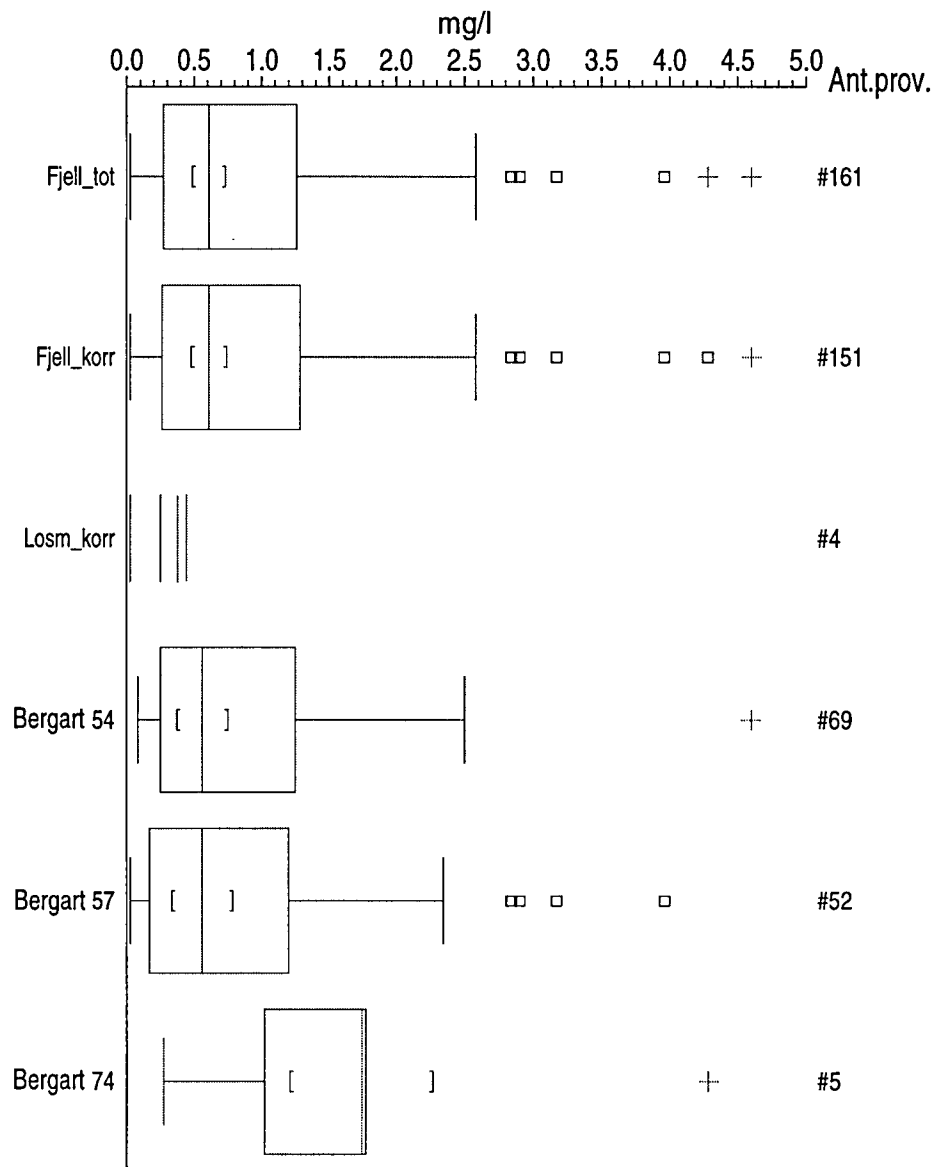 mg/l
0.0 0.5 1.0 1.5 2.0 2.5 3.0 3.5 4.0 4.5 5.0 Ant.prov.
Fjell_tot #161
Fjell_korr #151
Losm_korr #4
Bergart 54 #69
Bergart 57 #52
Bergart 74 #5